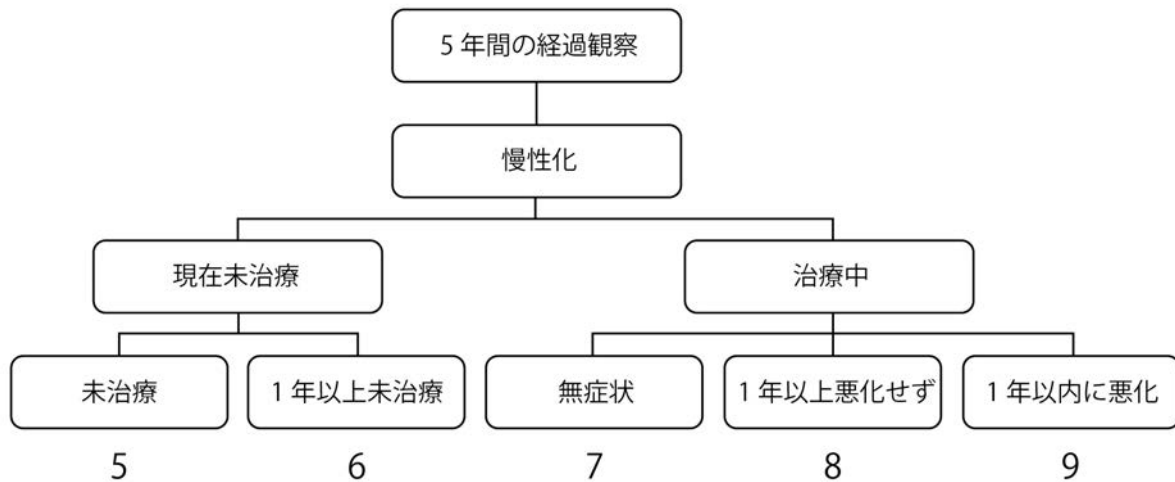 5 年間の経過観察
慢性化
現在未治療
治療中
未治療
1 年以上未治療
無症状
1 年以上悪化せず
1 年以内に悪化
5
6
7
8
9